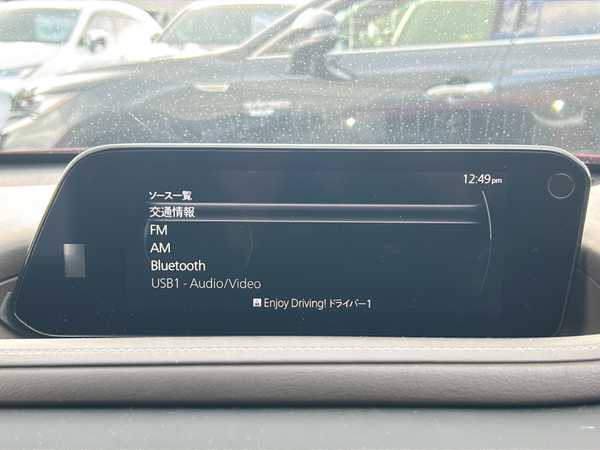 12:49pm
ソース一覧
交通情報
FM
AM
Bluetooth
USB1 - Audio/Video
Enjoy Driving! ドライバー1